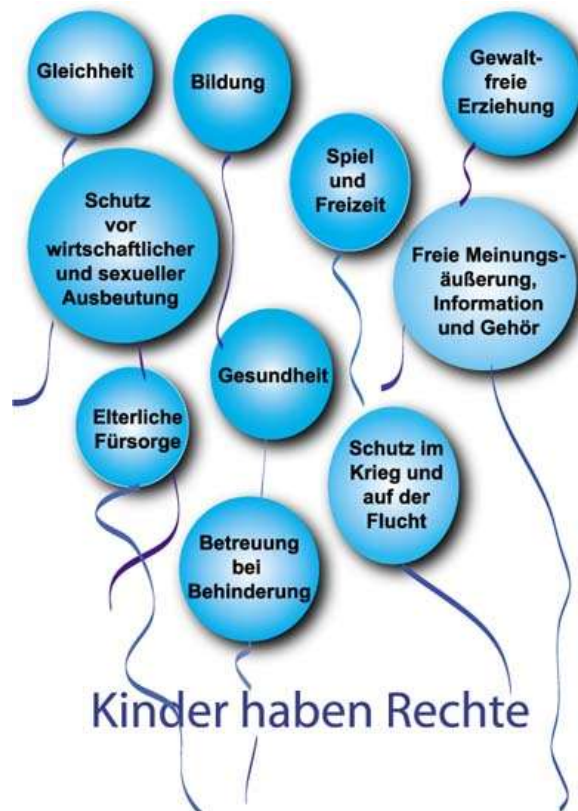 Gleichheit
Bildung
Gewalt-
freie
Erziehung
Spiel
und
Freizeit
Schutz
vor
wirtschaftlicher
und sexueller
Ausbeutung
Freie Meinungs-
äußerung,
Information
und Gehör
Gesundheit
Elterliche
Fürsorge
Schutz im
Krieg und
auf der
Flucht
Betreuung
bei
Behinderung
Kinder haben Rechte